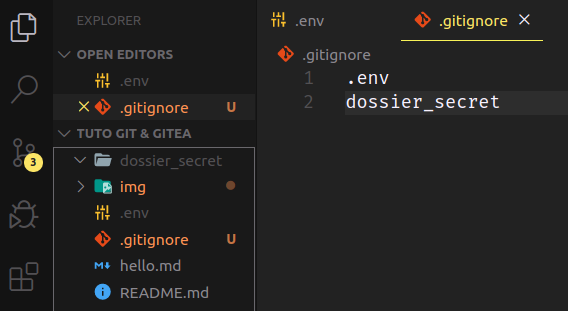 EXPLORER
OPEN EDITORS
.env
.gitignore U
TUTO GIT & GITEA
dossier_secret
img
.env
.gitignore U
hello.md
README.md
3
.env .gitignore
.gitignore
1 .env
2 dossier_secret